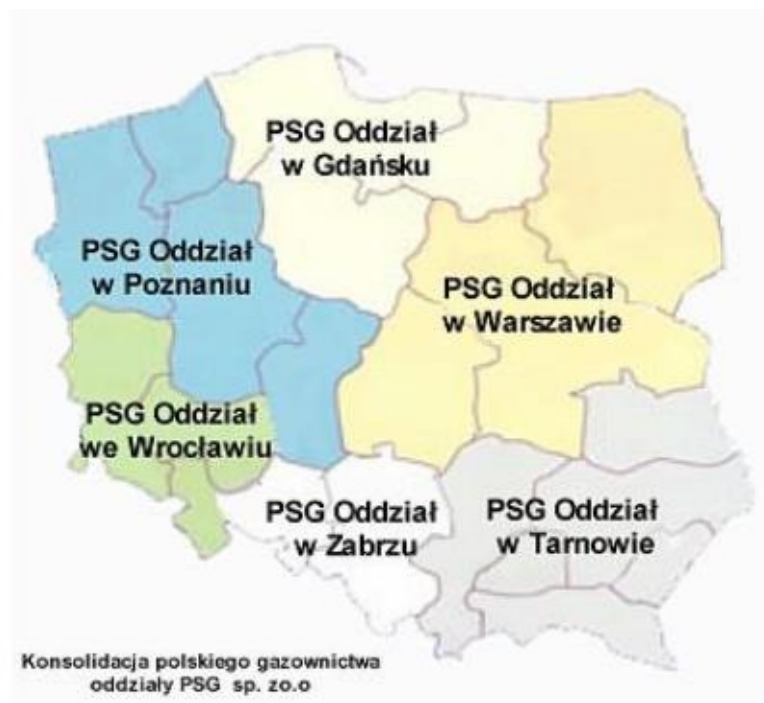 PSG Oddział
w Gdańsku
PSG Oddział
w Poznaniu
PSG Oddział
w Warszawie
PSG Oddział
we Wrocławiu
PSG Oddział
w Zabrzu
PSG Oddział
w Tarnowie
Konsolidacja polskiego gazownictwa
oddziały PSG sp. zo.o